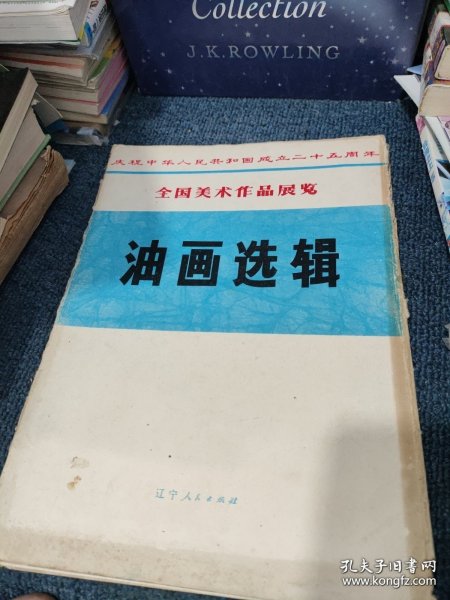 Collection
J.K.ROWLING
庆祝中华人民共和国成立二十五周年
全国美术作品展览
油画选辑
辽宁人民出版社
孔夫子旧书网
www.kongfz.com